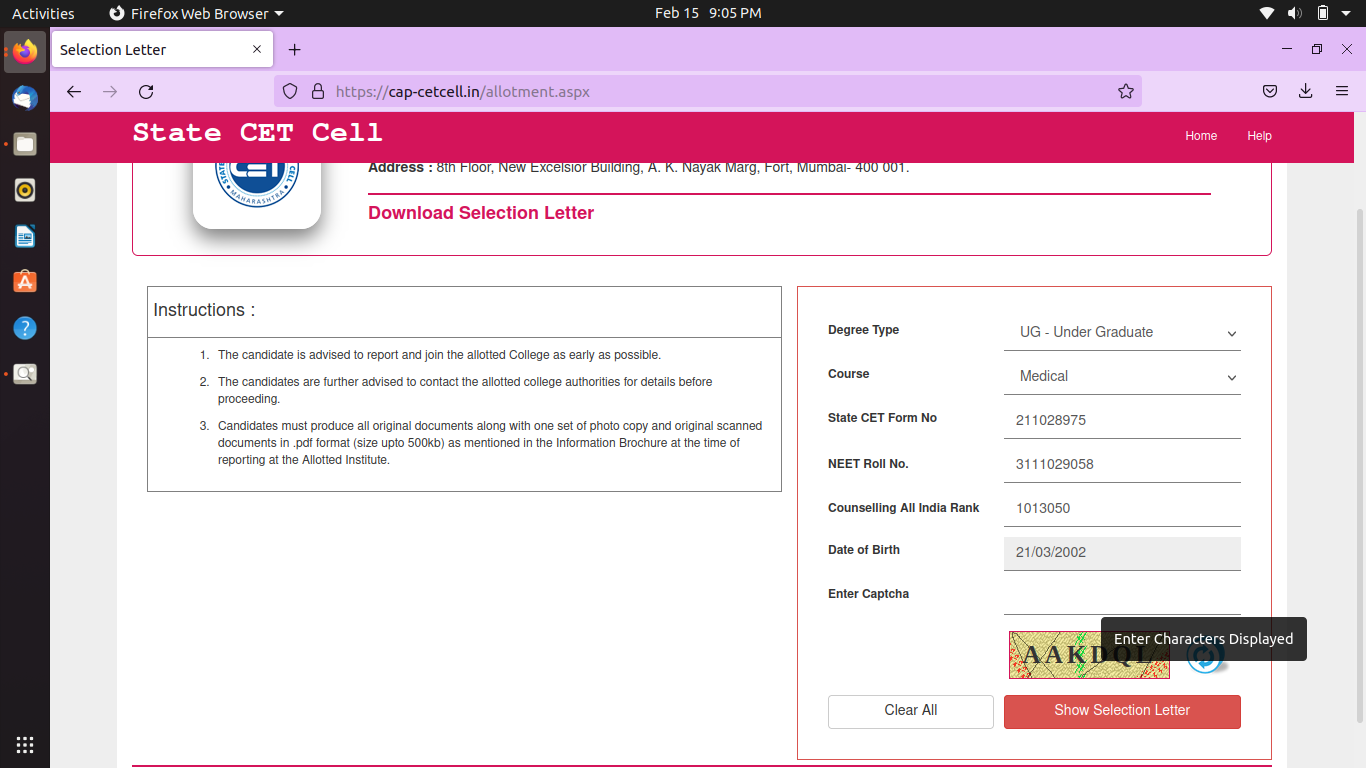 Activities
Firefox Web Browser
Feb 15 9:05 PM
Selection Letter
https://cap-cetcell.in/allotment.aspx
State CET Cell
Home
Help
STATE CELL
MAHARASHTRA
Address : 8th Floor, New Excelsior Building, A. K. Nayak Marg, Fort, Mumbai- 400 001.
Download Selection Letter
Instructions :
1. The candidate is advised to report and join the allotted College as early as possible.
2. The candidates are further advised to contact the allotted college authorities for details before
proceeding.
3. Candidates must produce all original documents along with one set of photo copy and original scanned
documents in .pdf format (size upto 500kb) as mentioned in the Information Brochure at the time of
reporting at the Allotted Institute.
Degree Type
UG - Under Graduate
Course
Medical
State CET Form No
211028975
NEET Roll No.
3111029058
Counselling All India Rank
1013050
Date of Birth
21/03/2002
Enter Captcha
Enter Characters Displayed
AAKDQL
Clear All
Show Selection Letter